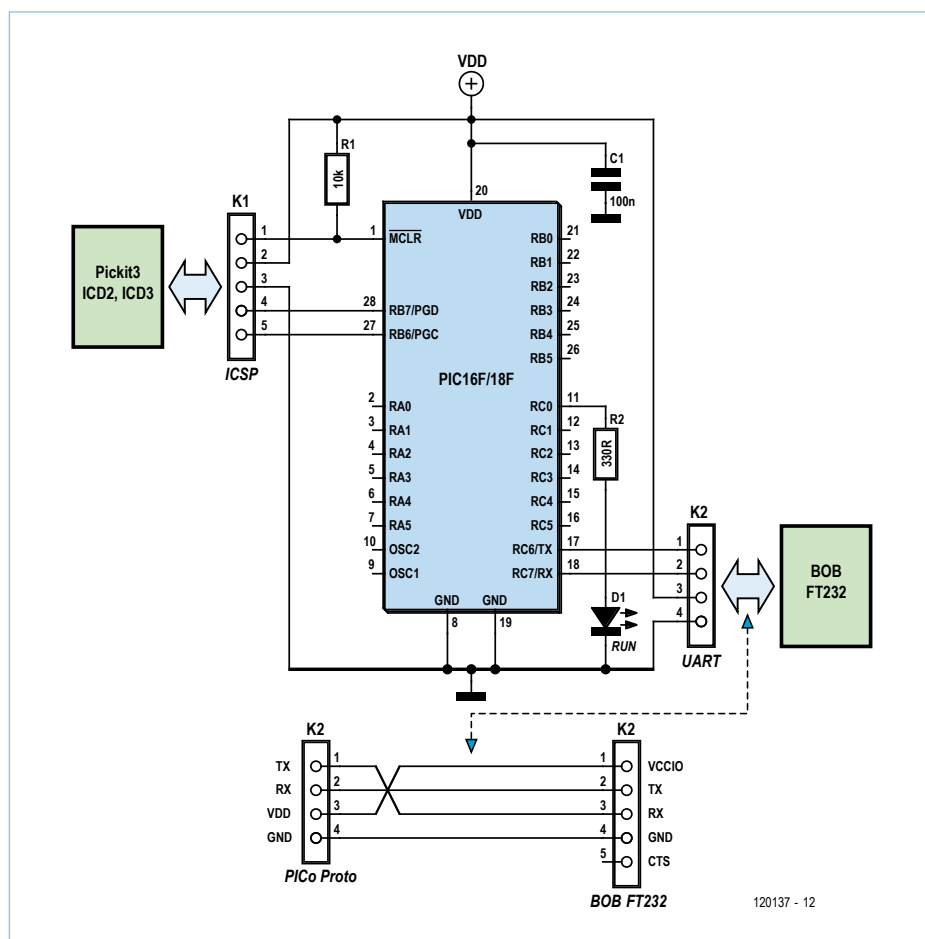 VDD
R1
10k
C1
100n
K1
1
2
3
4
5
ICSP
Pickit3
ICD2, ICD3
20
VDD
1
MCLR
28
RB7/PGD
27
RB6/PGC
PIC16F/18F
2
RA0
3
RA1
4
RA2
5
RA3
6
RA4
7
RA5
10
OSC2
9
OSC1
RB0
21
RB1
22
RB2
23
RB3
24
RB4
25
RB5
26
RC0
11
RC1
12
RC2
13
RC3
14
RC4
15
RC5
16
RC6/TX
17
RC7/RX
18
GND
8
GND
19
R2
330R
D1
RUN
K2
1
2
3
4
UART
BOB
FT232
K2
TX
1
RX
2
VDD
3
GND
4
PICo Proto
K2
1
VCCIO
2
TX
3
RX
4
GND
5
CTS
BOB FT232
120137 - 12